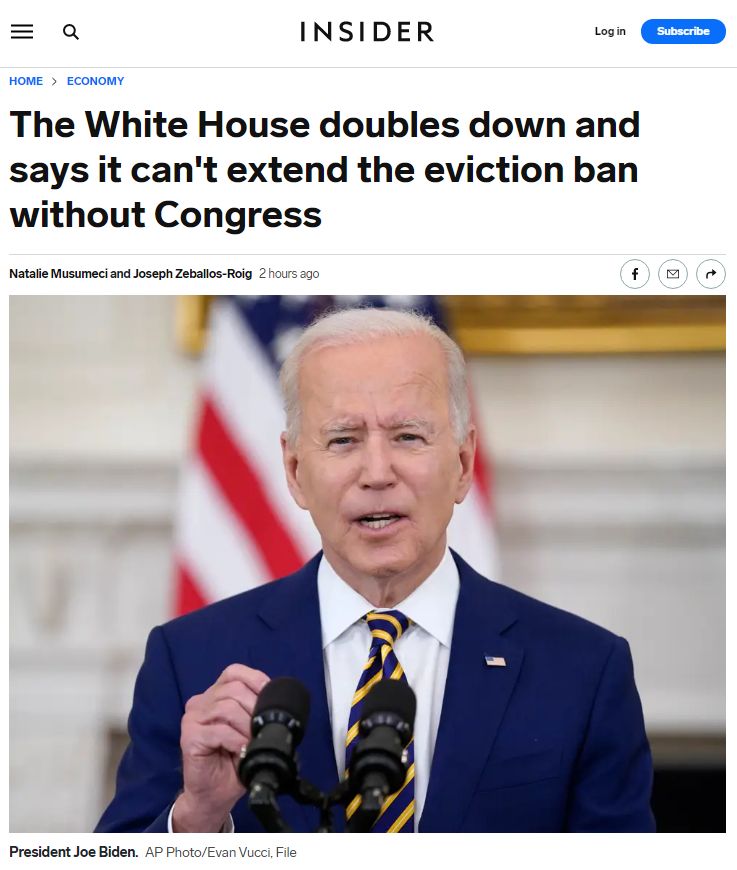 INSIDER
Log in
Subscribe
HOME > ECONOMY
The White House doubles down and
says it can't extend the eviction ban
without Congress
Natalie Musumeci and Joseph Zeballos-Roig 2 hours ago
f
President Joe Biden. AP Photo/Evan Vucci, File